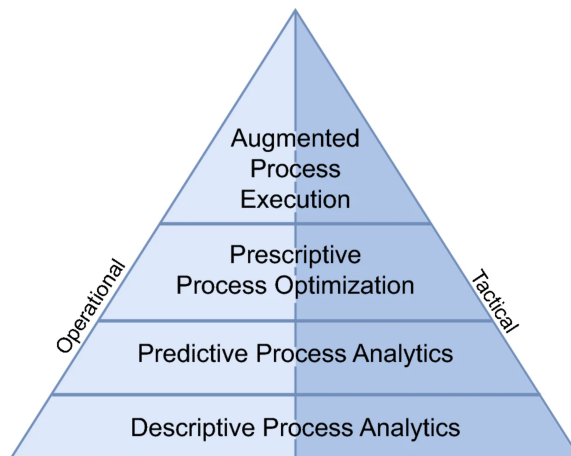 Augmented
Process
Execution
Prescriptive
Process Optimization
Operational
Tactical
Predictive Process Analytics
Descriptive Process Analytics